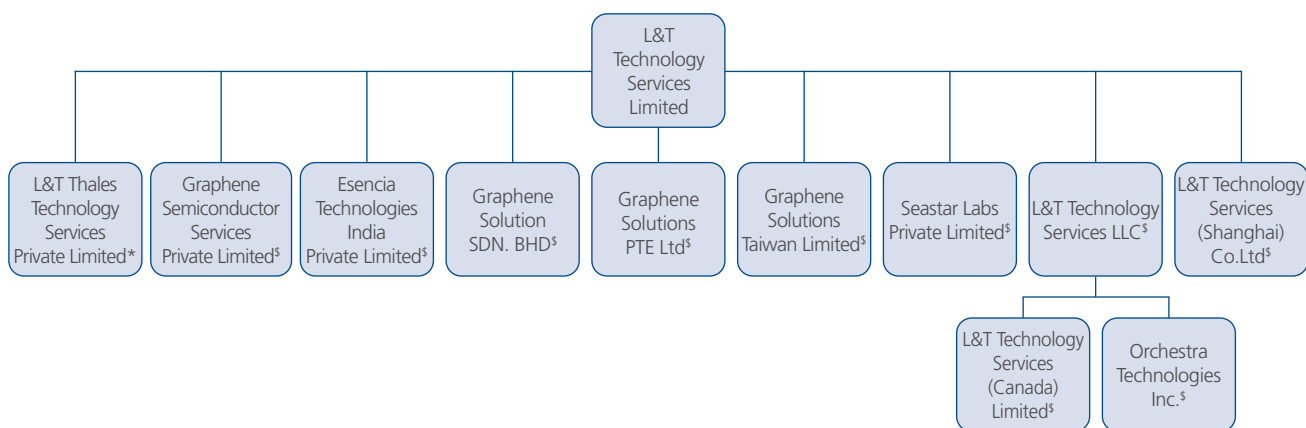 L&T
Technology
Services
Limited
L&T Thales
Technology
Services
Private Limited*
Graphene
Semiconductor
Services
Private Limited$
Esencia
Technologies
India
Private Limited$
Graphene
Solution
SDN. BHD$
Graphene
Solutions
PTE Ltd$
Graphene
Solutions
Taiwan Limited$
Seastar Labs
Private Limited$
L&T Technology
Services LLC$
L&T Technology
Services
(Shanghai)
Co.Ltd$
L&T Technology
Services
(Canada)
Limited$
Orchestra
Technologies
Inc.$